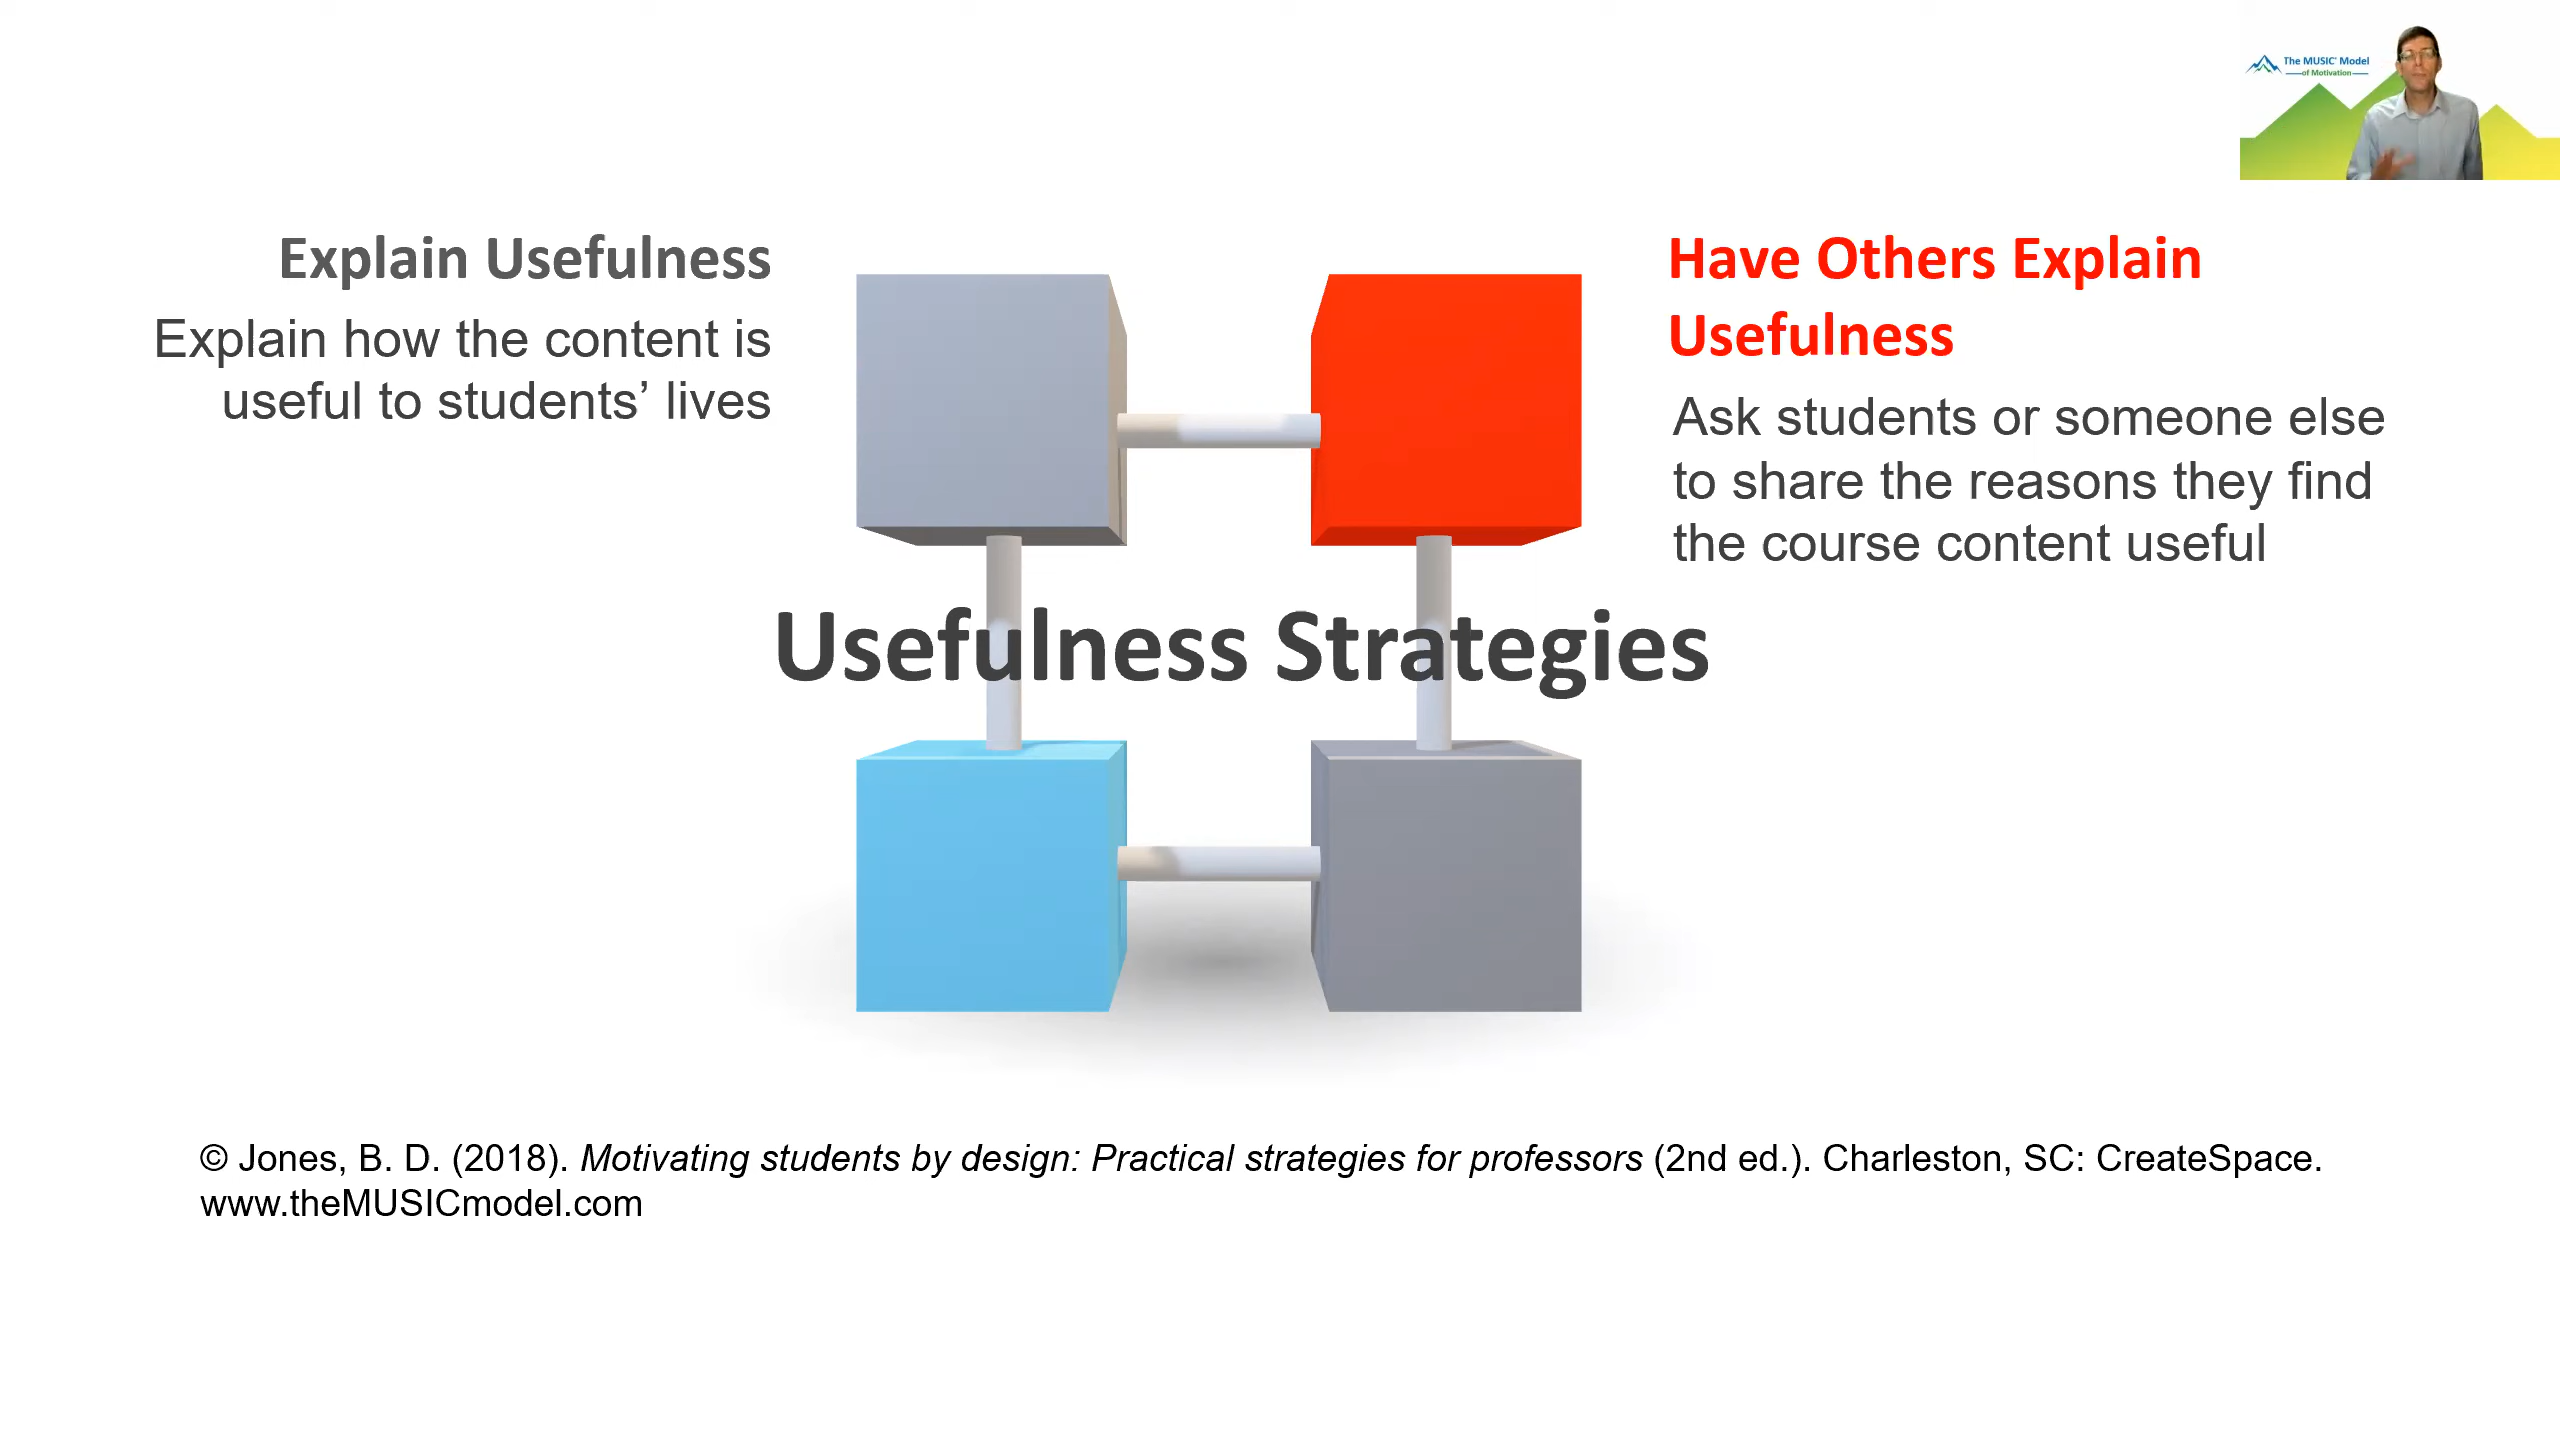 The MUSIC® Model
of Motivation
Explain Usefulness
Explain how the content is
useful to students’ lives
Have Others Explain
Usefulness
Ask students or someone else
to share the reasons they find
the course content useful
Usefulness Strategies
© Jones, B. D. (2018). Motivating students by design: Practical strategies for professors (2nd ed.). Charleston, SC: CreateSpace.
www.theMUSICmodel.com